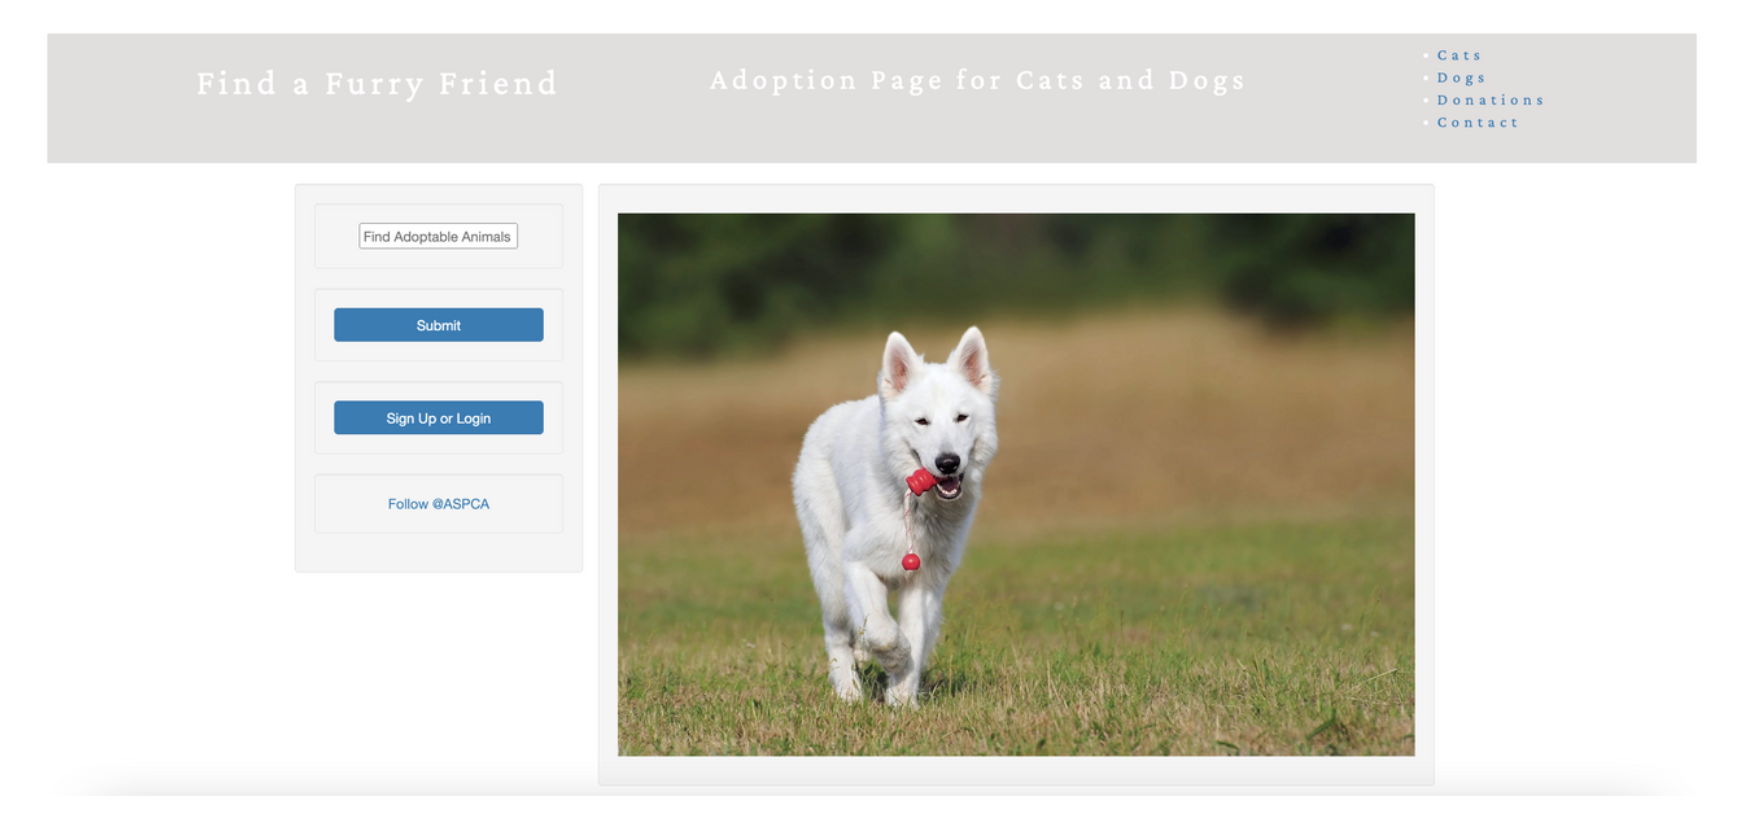 Find a Furry Friend
Adoption Page for Cats and Dogs
Cats
Dogs
Donations
Contact
Find Adoptable Animals
Submit
Sign Up or Login
Follow @ASPCA